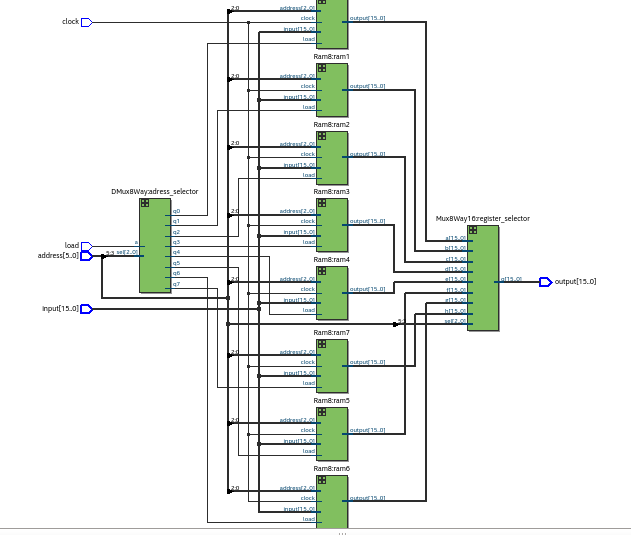 2:0
address[2..0]
clock
clock
input[15..0]
load
output[15..0]
Ram8:ram1
2:0
address[2..0]
clock
input[15..0]
load
output[15..0]
Ram8:ram2
2:0
address[2..0]
clock
input[15..0]
load
output[15..0]
DMux8Way:adress_selector
a
sel[2..0]
q0
q1
q2
q3
q4
q5
q6
q7
load
address[5..0]
5:3
input[15..0]
Ram8:ram3
2:0
address[2..0]
clock
input[15..0]
load
output[15..0]
Mux8Way16:register_selector
a[15..0]
b[15..0]
c[15..0]
d[15..0]
e[15..0]
f[15..0]
g[15..0]
h[15..0]
sel[2..0]
q[15..0]
output[15..0]
Ram8:ram4
2:0
address[2..0]
clock
input[15..0]
load
output[15..0]
Ram8:ram7
2:0
address[2..0]
clock
input[15..0]
load
output[15..0]
Ram8:ram5
2:0
address[2..0]
clock
input[15..0]
load
output[15..0]
Ram8:ram6
2:0
address[2..0]
clock
input[15..0]
load
output[15..0]